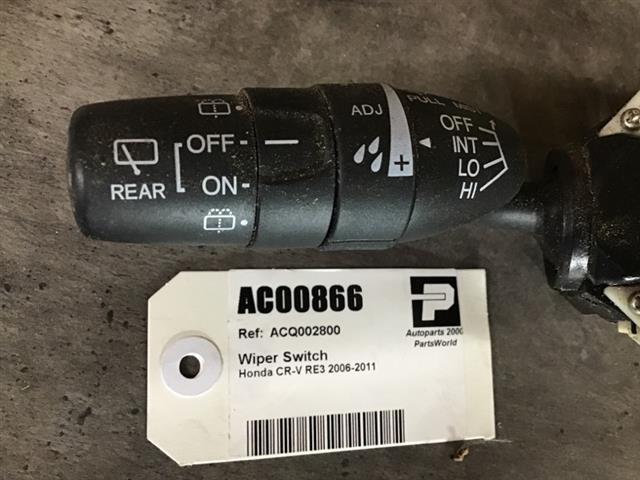 REAR
OFF
ON
ADJ
+
PULL
OFF
INT
LO
HI
AC00866
Ref: ACQ002800
Wiper Switch
Honda CR-V RE3 2006-2011
P
Autoparts 2000
PartsWorld